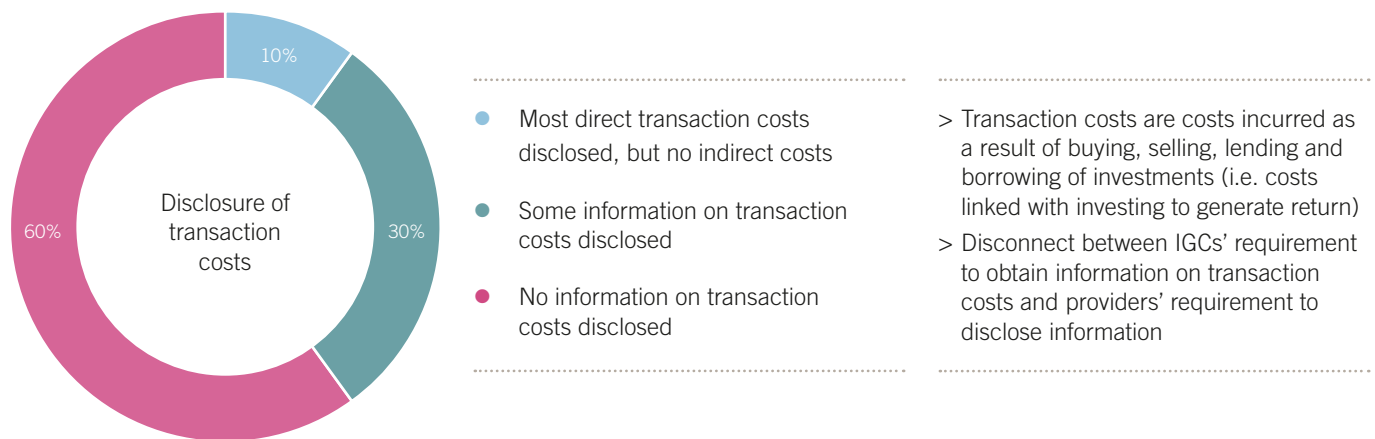 10%
30%
60%
Disclosure of
transaction
costs
Most direct transaction costs
disclosed, but no indirect costs
Some information on transaction
costs disclosed
No information on transaction
costs disclosed
> Transaction costs are costs incurred as
a result of buying, selling, lending and
borrowing of investments (i.e. costs
linked with investing to generate return)
> Disconnect between IGCs’ requirement
to obtain information on transaction
costs and providers’ requirement to
disclose information